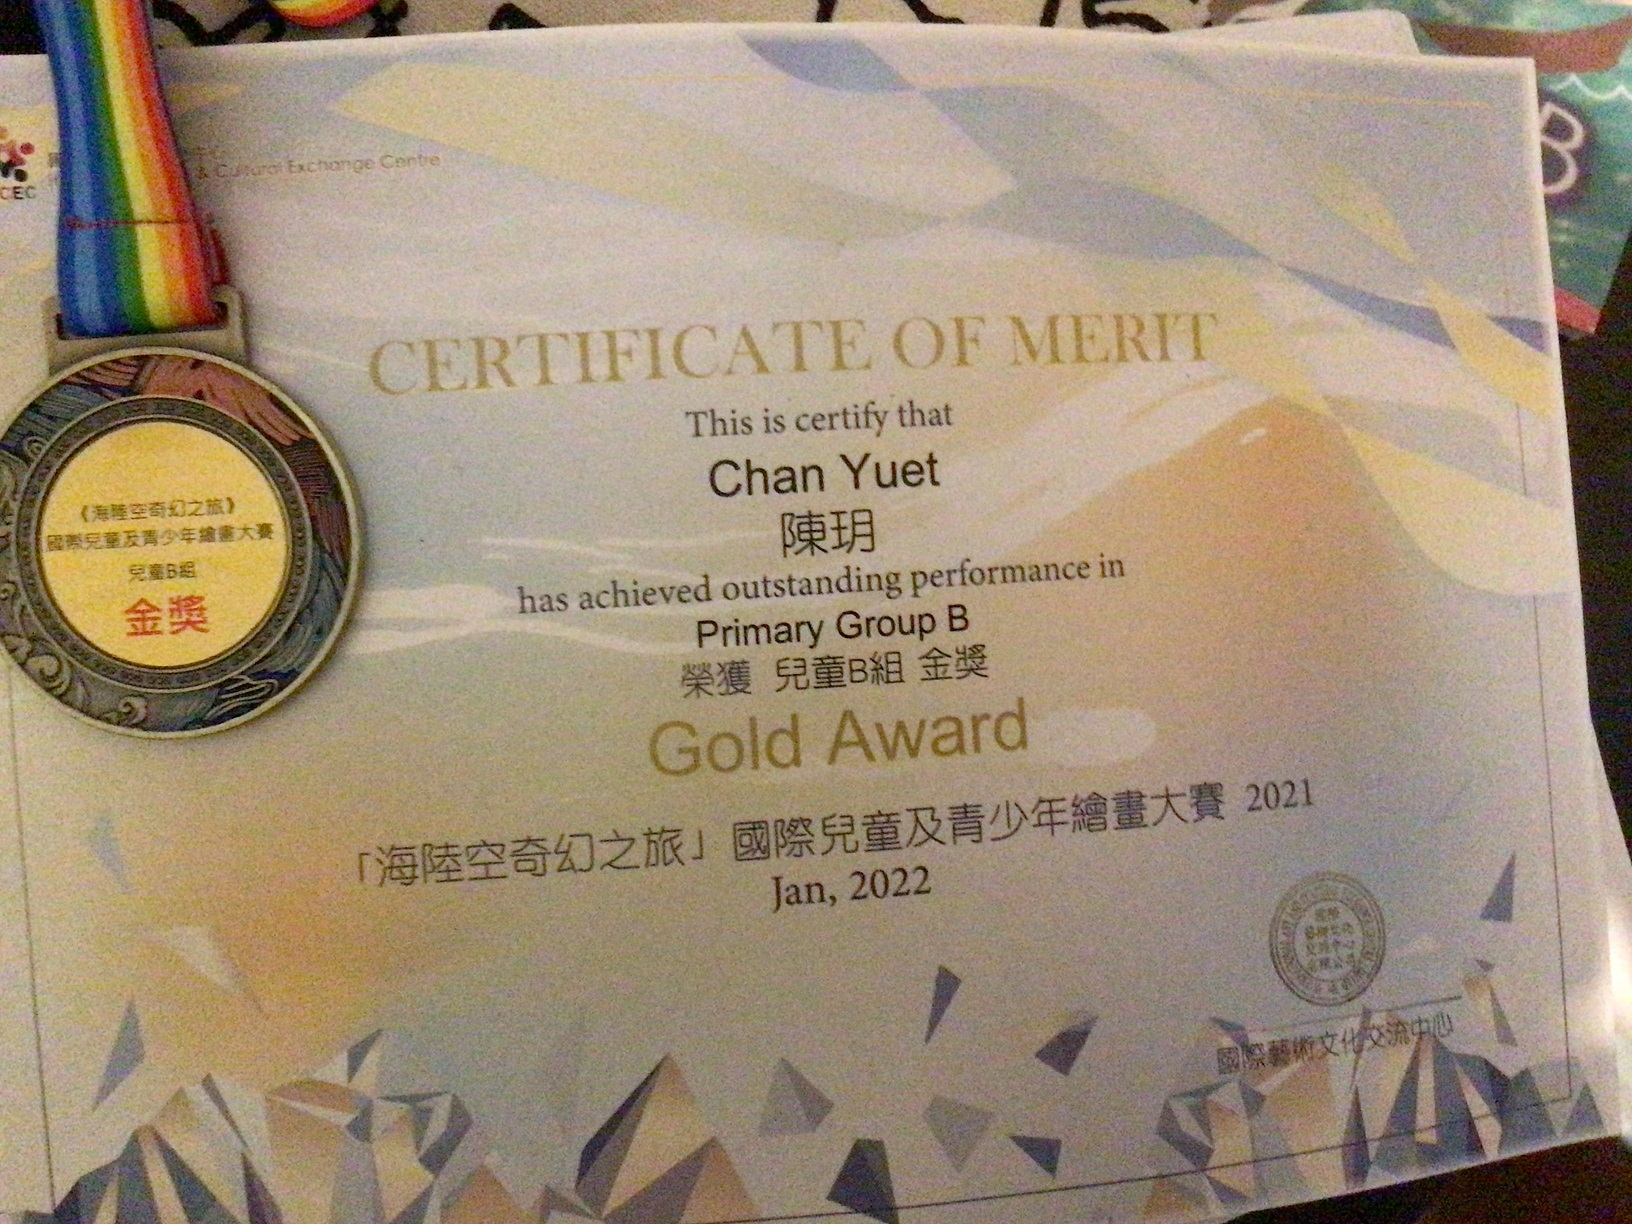 CEC
& Cultural Exchange Centre
CERTIFICATE OF MERIT
This is certify that
Chan Yuet
陳玥
has achieved outstanding performance in
Primary Group B
榮獲 兒童B組 金獎
Gold Award
「海陸空奇幻之旅」國際兒童及青少年繪畫大賽 2021
Jan, 2022
國際藝術文化交流中心
《海陸空奇幻之旅》
國際兒童及青少年繪畫大賽
兒童B組
金獎
B